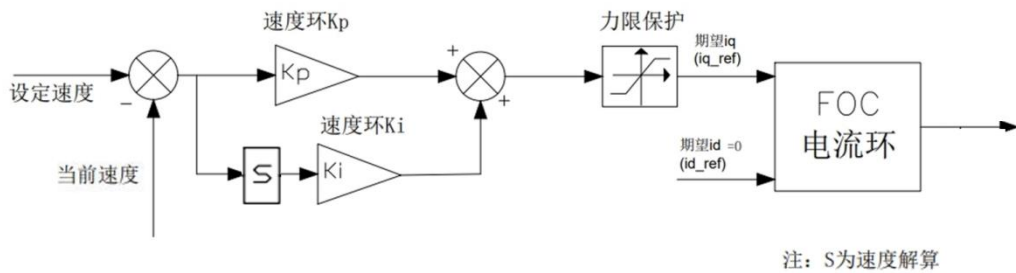 速度环Kp
力限保护
设定速度
-
Kp
+
+
期望iq
(iq_ref)
FOC
电流环
速度环Ki
当前速度
S
Ki
期望id =0
(id_ref)
注：S为速度解算